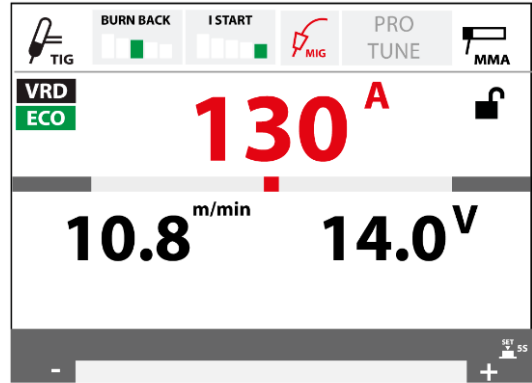 TIG
BURN BACK
I START
MIG
PRO
TUNE
MMA
VRD
ECO
130 A
10.8 m/min
14.0 V
SET
5S
- +